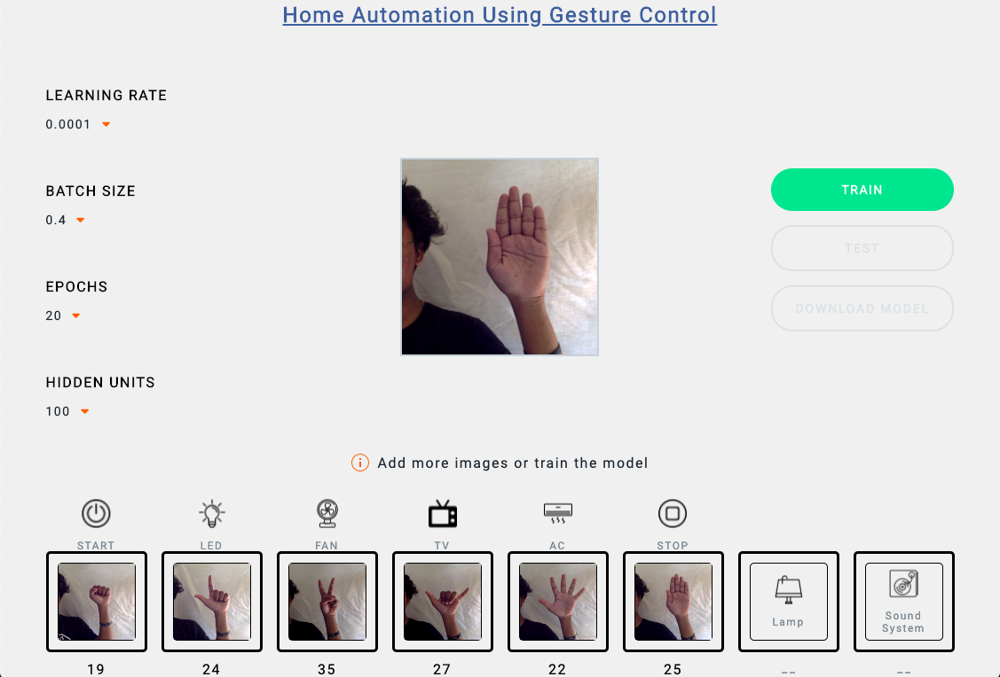 Home Automation Using Gesture Control
LEARNING RATE
0.0001
BATCH SIZE
0.4
EPOCHS
20
HIDDEN UNITS
100
TRAIN
TEST
DOWNLOAD MODEL
Add more images or train the model
START
LED
FAN
TV
AC
STOP
Lamp
Sound
System
19
24
35
27
22
25
--
--